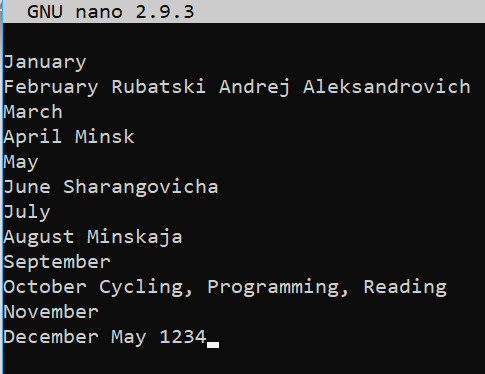 GNU nano 2.9.3
January
February Rubatski Andrej Aleksandrovich
March
April Minsk
May
June Sharangovicha
July
August Minskaja
September
October Cycling, Programming, Reading
November
December May 1234